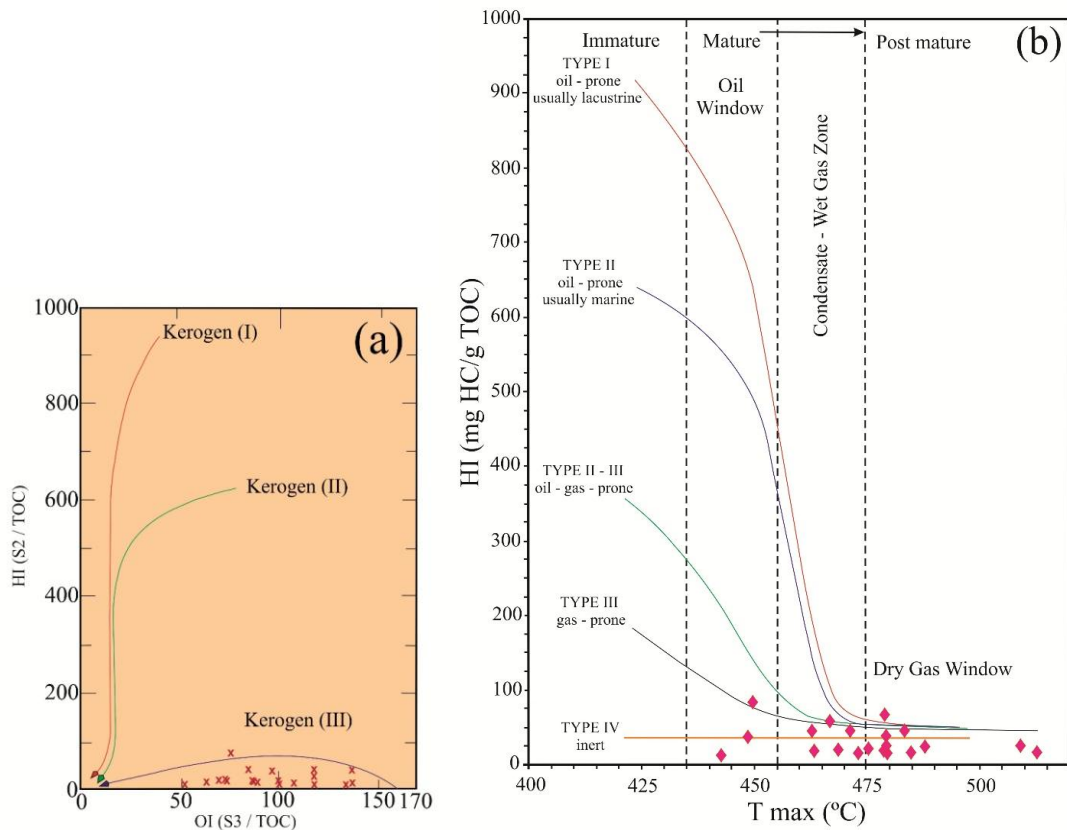 (a)
1000
800
600
400
200
0
HI (S2 / TOC)
Kerogen (I)
Kerogen (II)
Kerogen (III)
0
50
100
150
170
OI (S3 / TOC)
(b)
1000
900
800
700
600
500
400
300
200
100
0
HI (mg HC/g TOC)
Immature
Mature
Post mature
TYPE I
oil - prone
usually lacustrine
Oil
Window
Condensate - Wet Gas Zone
TYPE II
oil - prone
usually marine
TYPE II - III
oil - gas - prone
TYPE III
gas - prone
Dry Gas Window
TYPE IV
inert
400
425
450
475
500
T max (ºC)